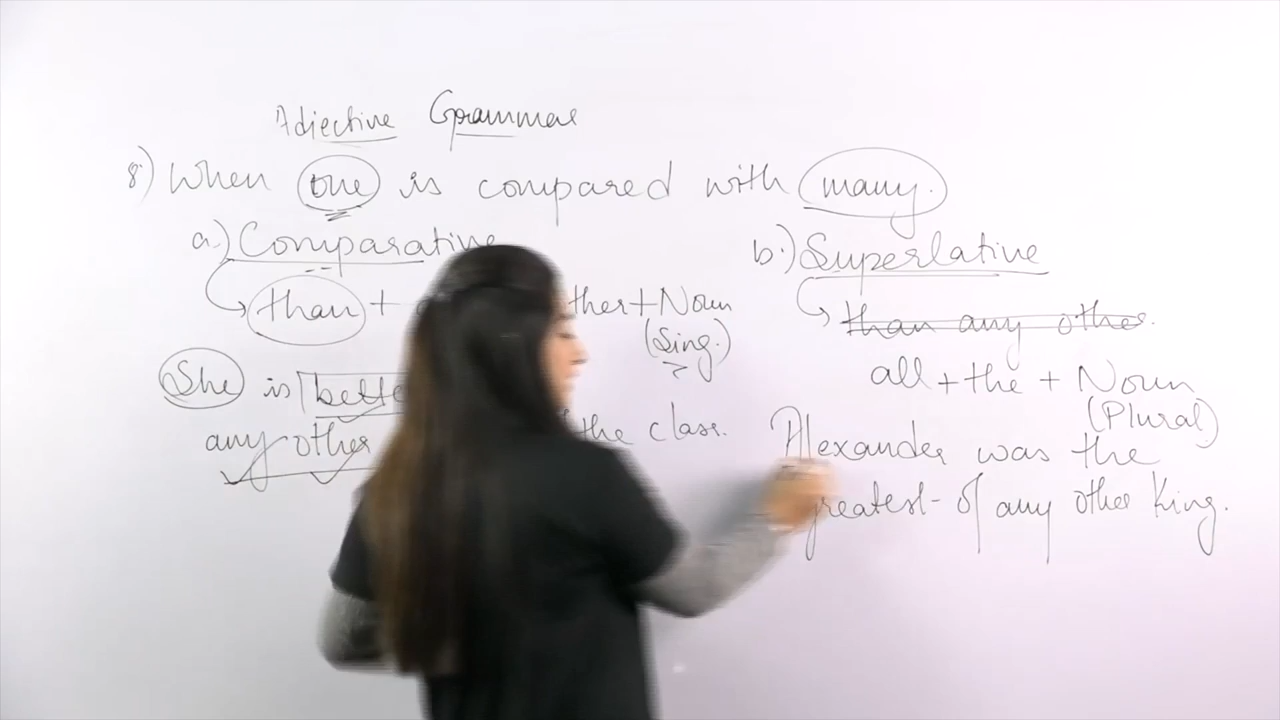 Adjective Grammar
8.) When one is compared with many.
a.) Comparative
than + ther + Noun
(Sing.)
She is bette
any other the class.
b.) Superlative
than any other.
all + the + Noun
(Plural)
Alexander was the
greatest of any other King.